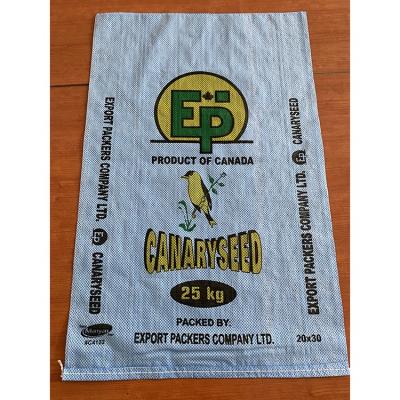 EP
PRODUCT OF CANADA
CANARYSEED
25 kg
PACKED BY:
EXPORT PACKERS COMPANY LTD.
20x30
EXPORT PACKERS COMPANY LTD. EP CANARYSEED
EXPORT PACKERS COMPANY LTD. EP CANARYSEED